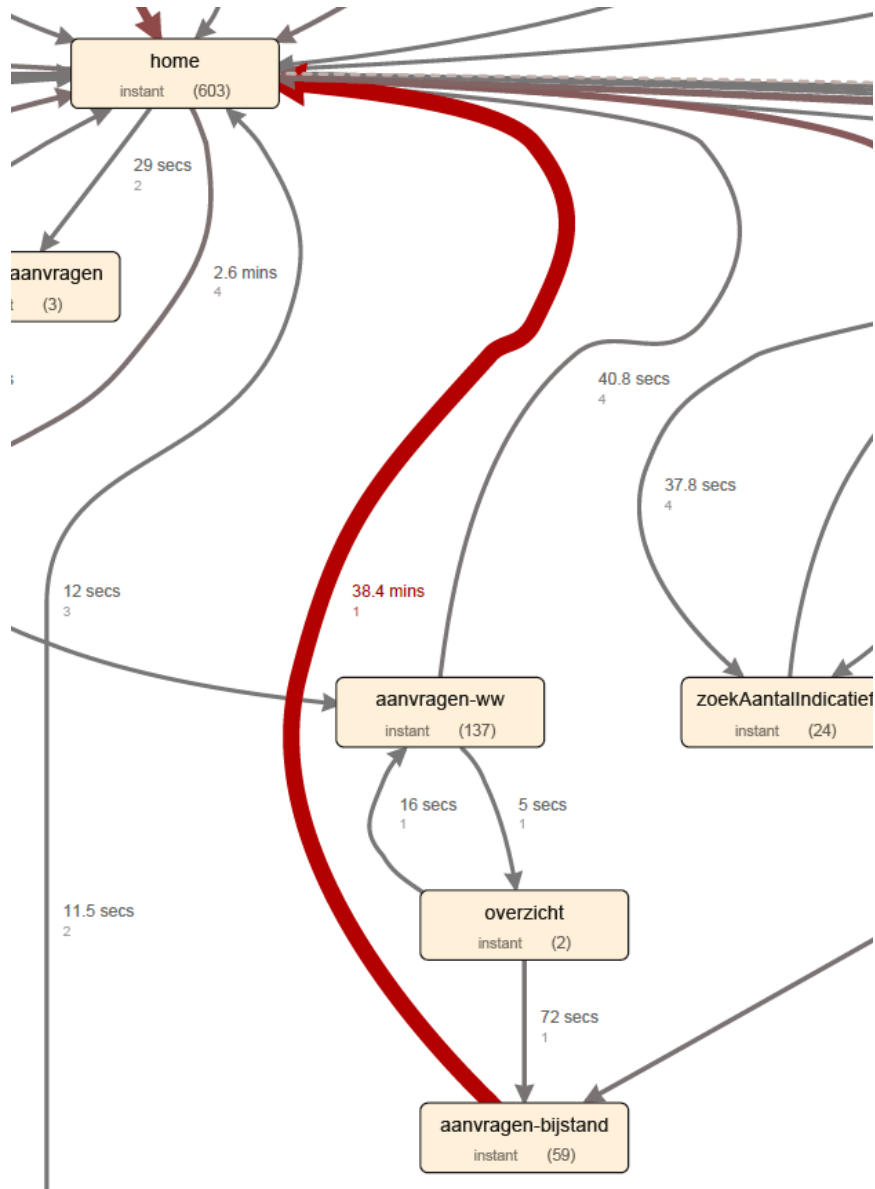 home
instant (603)
29 secs
2
aanvragen
(3)
2.6 mins
4
40.8 secs
4
37.8 secs
4
12 secs
3
38.4 mins
1
aanvragen-ww
instant (137)
zoekAantalIndicatief
instant (24)
16 secs
1
5 secs
1
11.5 secs
2
overzicht
instant (2)
72 secs
1
aanvragen-bijstand
instant (59)